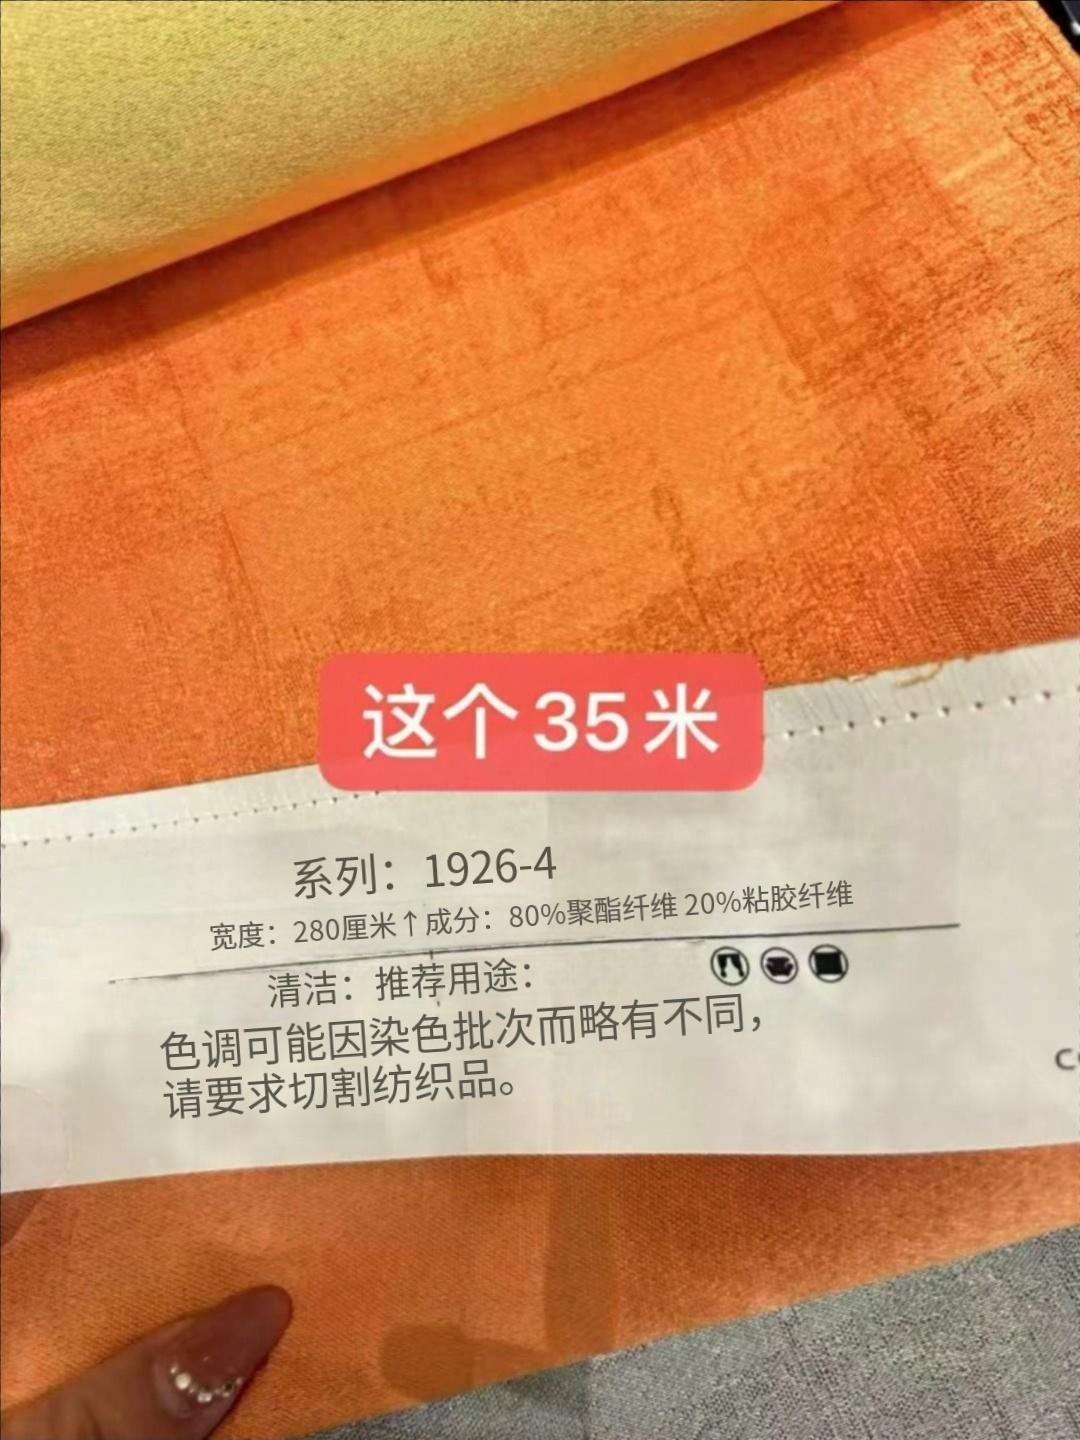 这个35米
系列：1926-4
宽度：280厘米↑成分：80%聚酯纤维 20%粘胶纤维
清洁：推荐用途：
色调可能因染色批次而略有不同，
请要求切割纺织品。